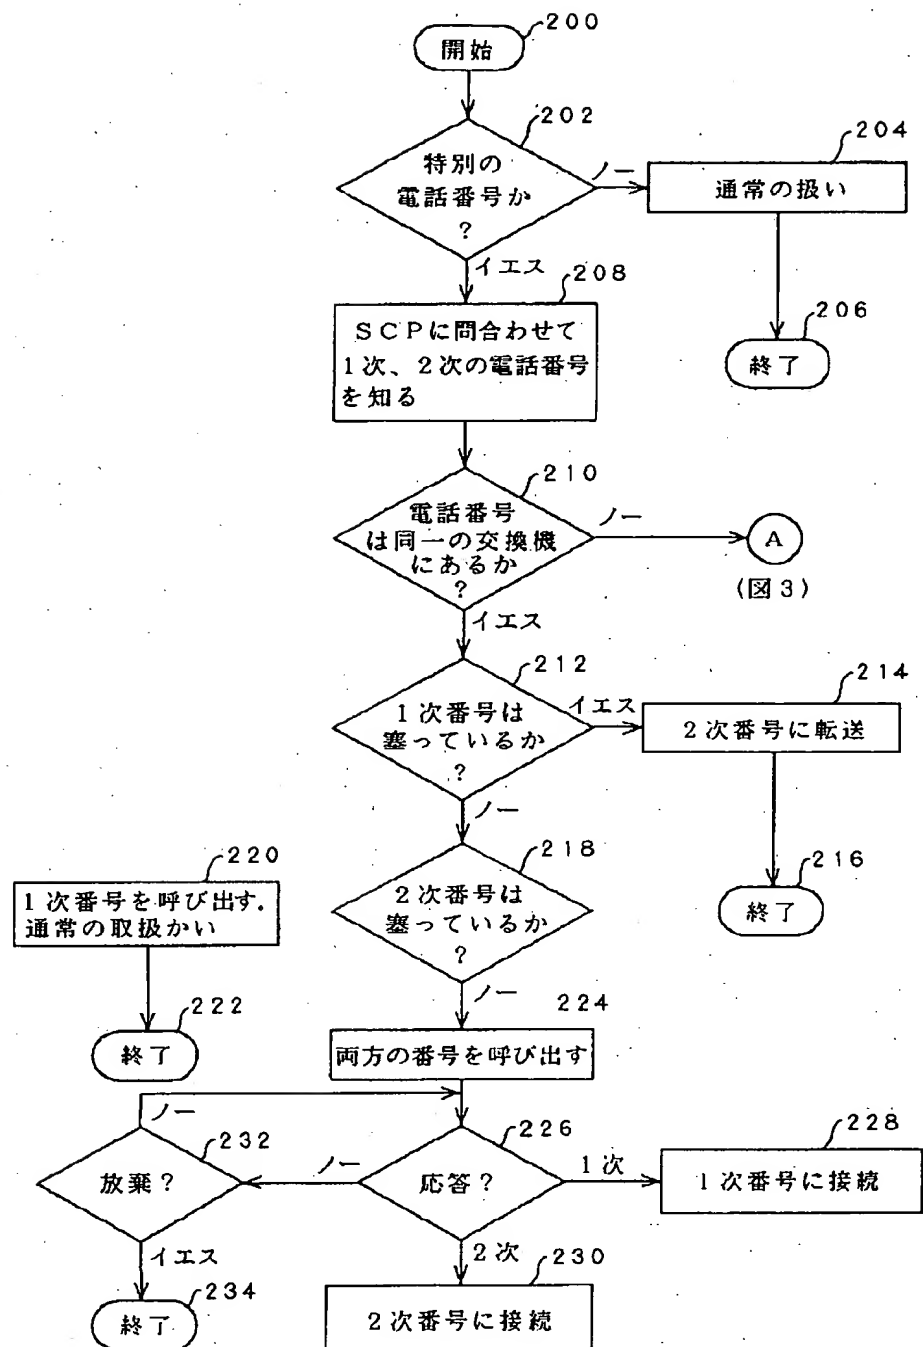 200
開始
202
特別の
電話番号か
?
ノー
204
通常の扱い
イエス
206
終了
208
SCPに問合わせて
1次、2次の電話番号
を知る
210
電話番号
は同一の交換機
にあるか
?
ノー
A
(図3)
イエス
212
1次番号は
塞っているか
?
イエス
214
2次番号に転送
216
終了
ノー
218
2次番号は
塞っているか
?
220
1次番号を呼び出す.
通常の取扱かい
222
終了
ノー
224
両方の番号を呼び出す
226
応答?
1次
228
1次番号に接続
ノー
232
放棄?
ノー
イエス
234
終了
2次
230
2次番号に接続